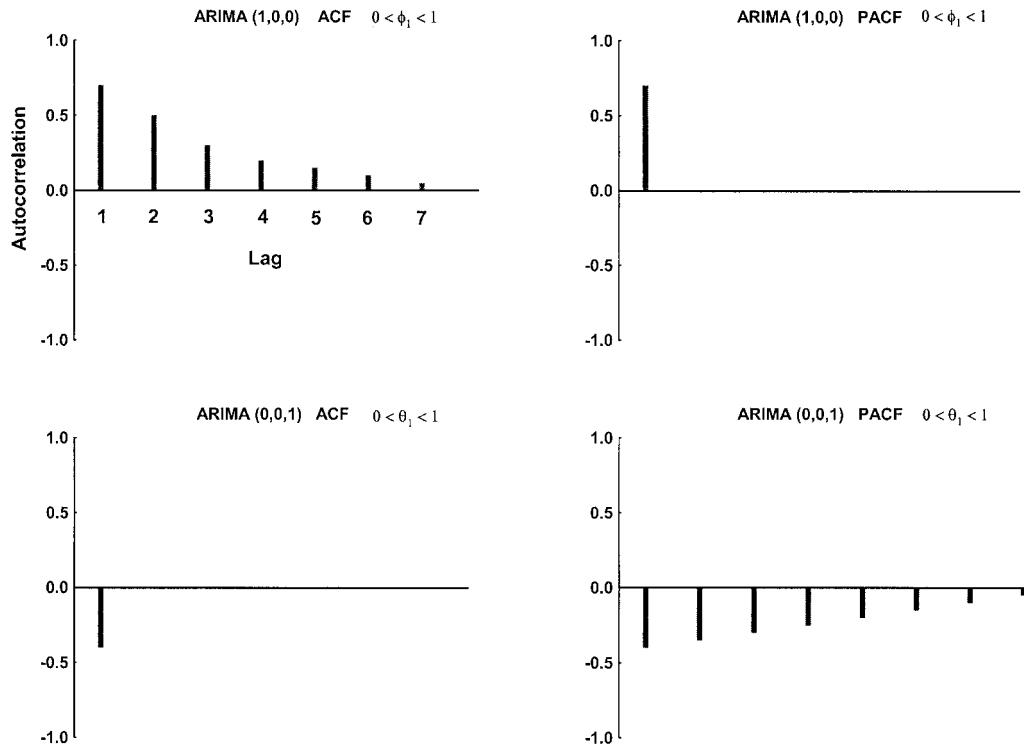 ARIMA (1,0,0) ACF 0 < ϕ₁ < 1
1.0
0.5
0.0
-0.5
-1.0
Autocorrelation
1 2 3 4 5 6 7
Lag
ARIMA (1,0,0) PACF 0 < ϕ₁ < 1
1.0
0.5
0.0
-0.5
-1.0
ARIMA (0,0,1) ACF 0 < θ₁ < 1
1.0
0.5
0.0
-0.5
-1.0
ARIMA (0,0,1) PACF 0 < θ₁ < 1
1.0
0.5
0.0
-0.5
-1.0